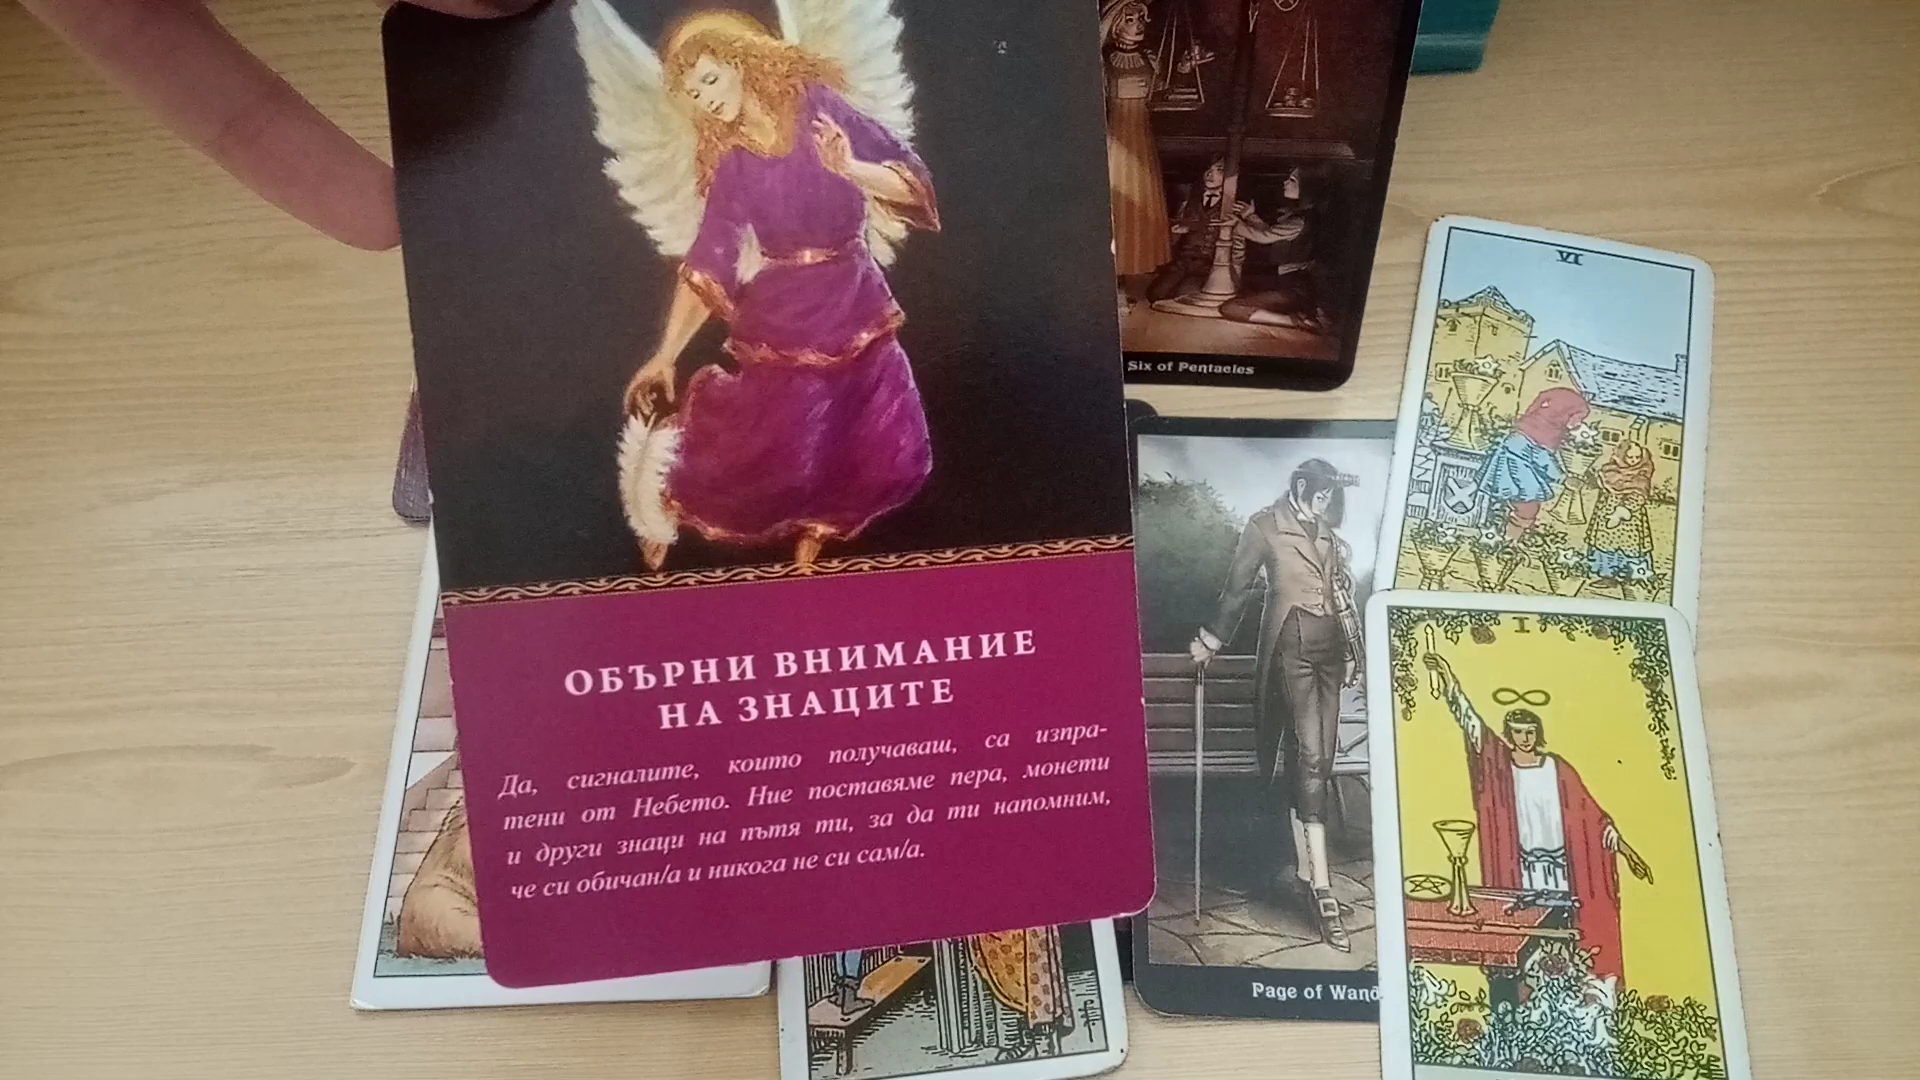 Six of Pentacles
VI
I
ОБЪРНИ ВНИМАНИЕ
НА ЗНАЦИТЕ
Да, сигналите, които получаваш, са изпра-
тени от Небето. Ние поставяме пера, монети
и други знаци на пътя ти, за да ти напомним,
че си обичан/а и никога не си сам/а.
Page of Wand